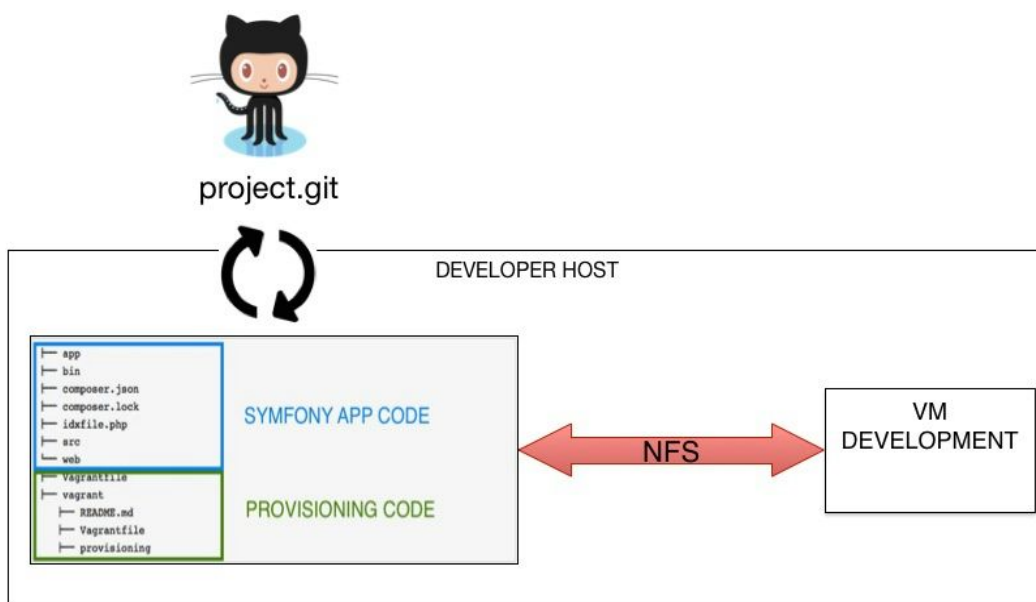 project.git
DEVELOPER HOST
├── app
├── bin
├── composer.json
├── composer.lock
├── idxfile.php
├── src
└── web
SYMFONY APP CODE
├── Vagrantfile
├── vagrant
├── README.md
├── Vagrantfile
├── provisioning
PROVISIONING CODE
NFS
VM
DEVELOPMENT